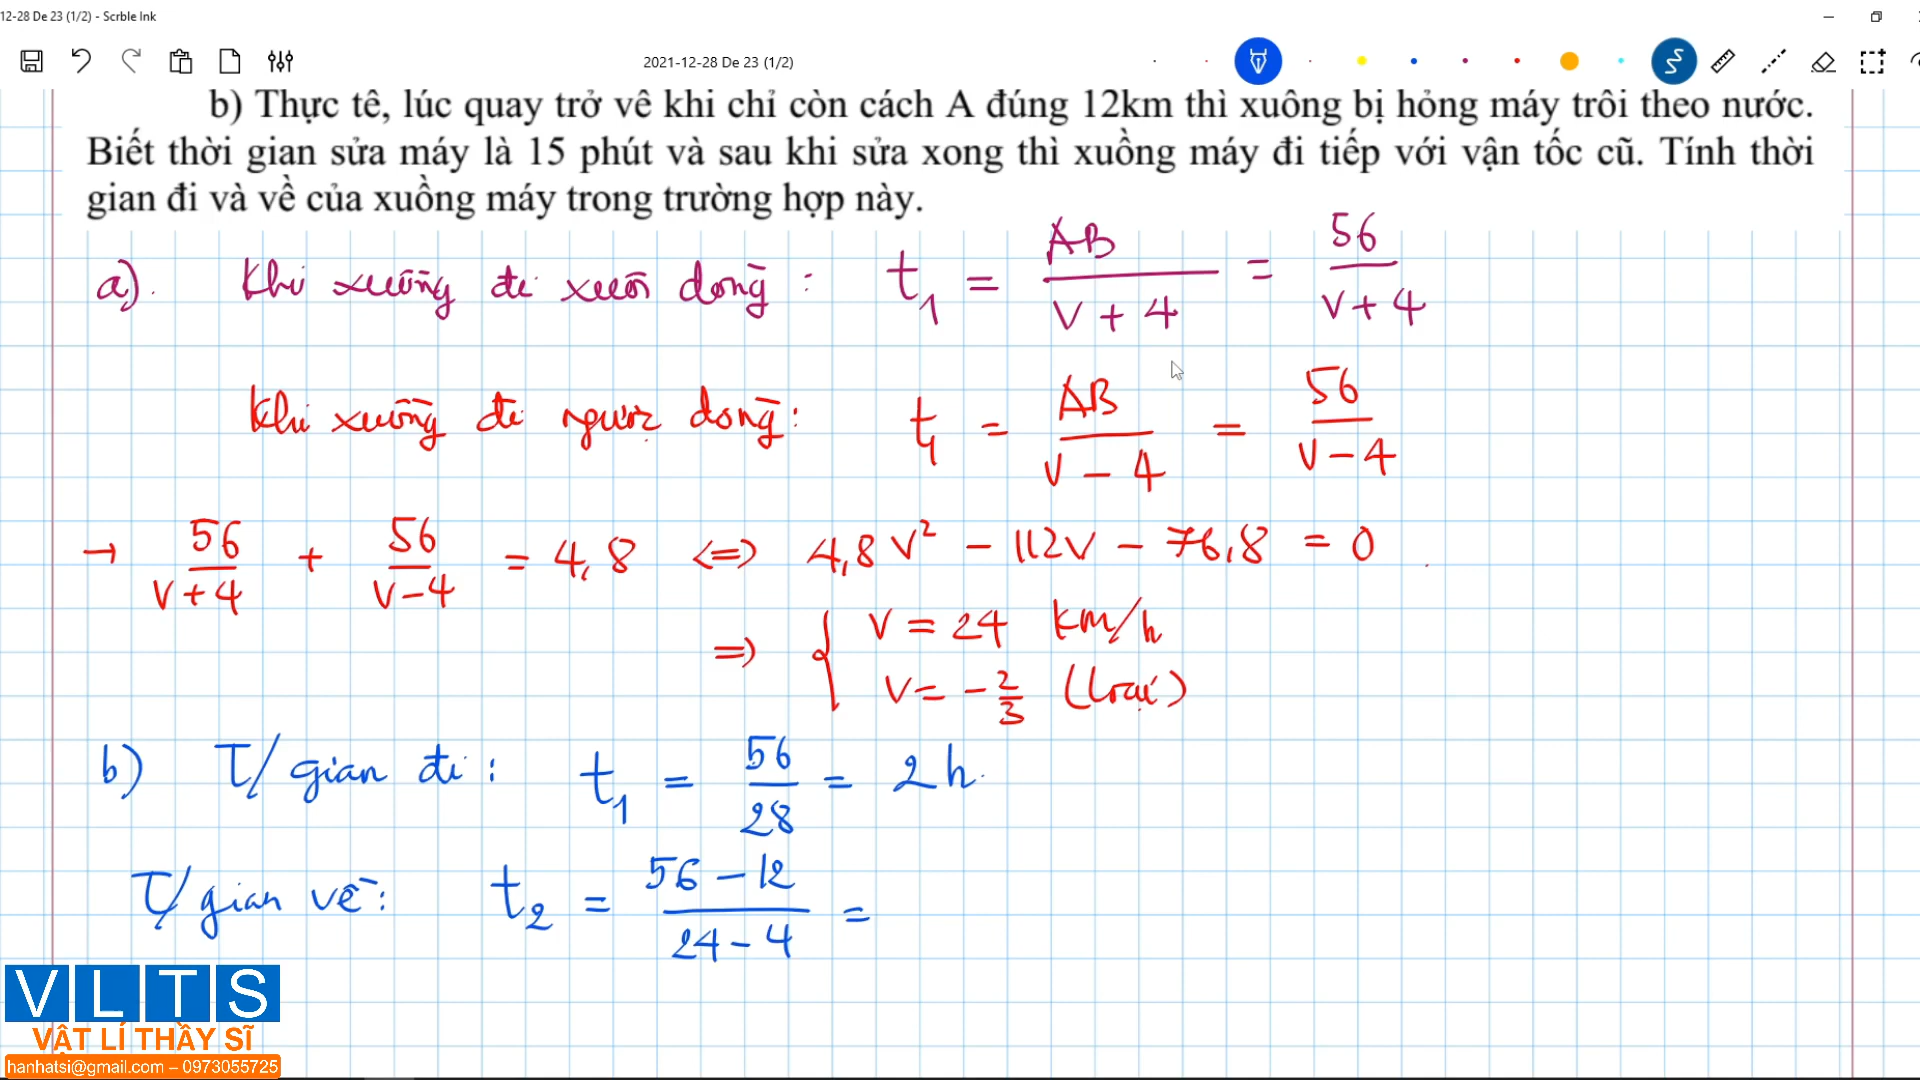 12-28 De 23 (1/2) - Scrble Ink
2021-12-28 De 23 (1/2)
b) Thực tê, lúc quay trở vê khi chỉ còn cách A đúng 12km thì xuông bị hỏng máy trôi theo nước.
Biết thời gian sửa máy là 15 phút và sau khi sửa xong thì xuồng máy đi tiếp với vận tốc cũ. Tính thời
gian đi và về của xuồng máy trong trường hợp này.
a). Khi xuồng đi xuôi dòng : t₁ = AB/(v + 4) = 56/(v + 4)
Khi xuồng đi ngược dòng: t₁ = AB/(v - 4) = 56/(v - 4)
→ 56/(v+4) + 56/(v-4) = 4,8 <=> 4,8v² - 112v - 76,8 = 0
=> { v = 24 km/h
v = -2/3 (loại)
b) T/gian đi : t₁ = 56/28 = 2h.
T/gian về: t₂ = (56 - 12)/(24 - 4) =
VLTS
VẬT LÍ THẦY SĨ
hanhatsi@gmail.com – 0973055725